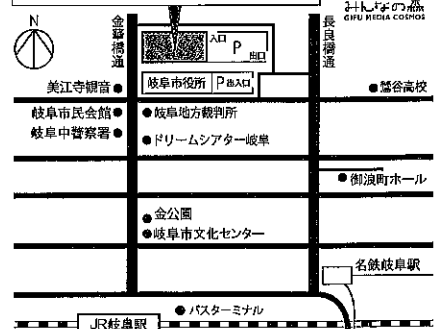 みんなの森
GIFU MEDIA COSMOS
N
金華橋通
長良橋通
入口
P
出口
岐阜市役所
P出入口
美江寺観音
鶯谷高校
岐阜市民会館
岐阜地方裁判所
岐阜中警察署
ドリームシアター岐阜
御浪町ホール
金公園
岐阜市文化センター
名鉄岐阜駅
バスターミナル
JR岐阜駅